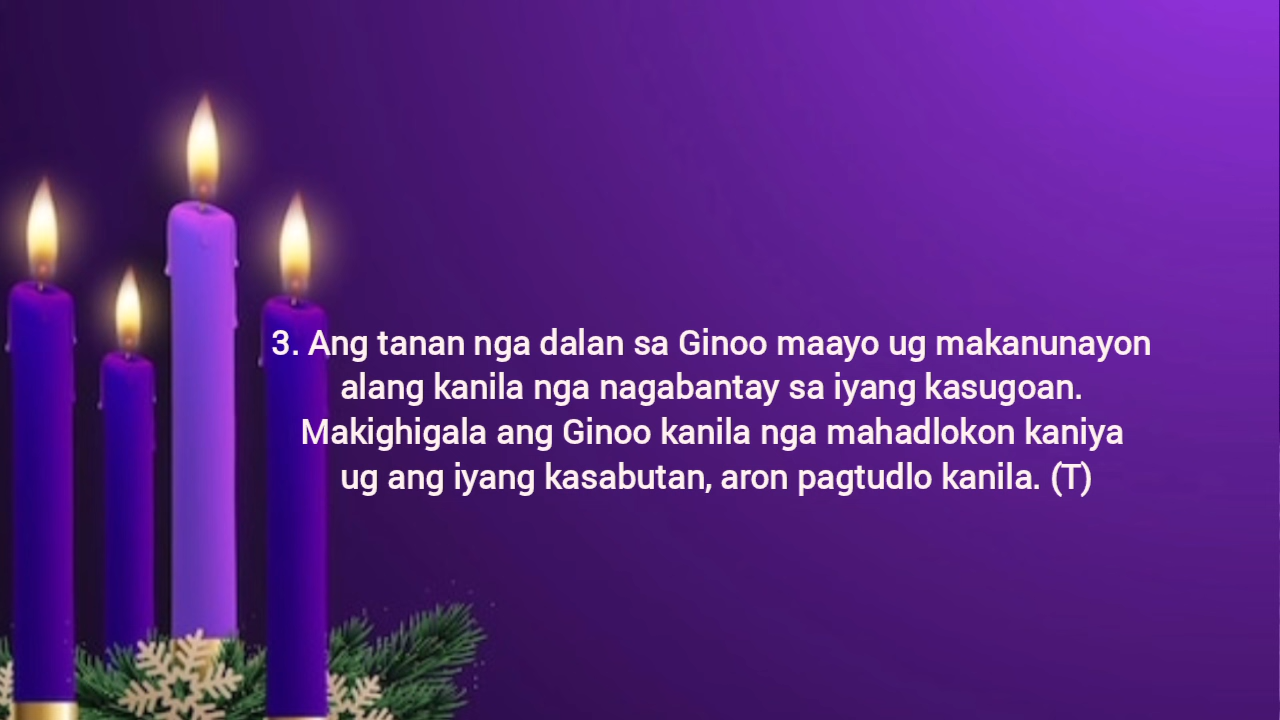 3. Ang tanan nga dalan sa Ginoo maayo ug makanunayon
alang kanila nga nagabantay sa iyang kasugoan.
Makighigala ang Ginoo kanila nga mahadlokon kaniya
ug ang iyang kasabutan, aron pagtudlo kanila. (T)